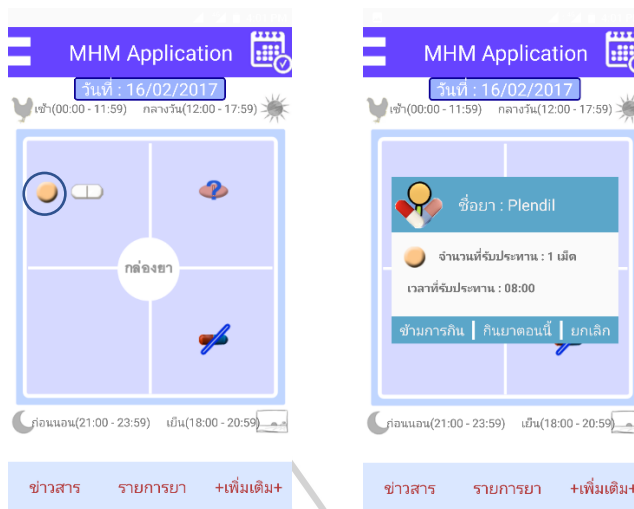 MHM Application
วันที่ : 16/02/2017
เช้า(00:00 - 11:59) กลางวัน(12:00 - 17:59)
กล่องยา
ก่อนนอน(21:00 - 23:59) เย็น(18:00 - 20:59)
ข่าวสาร รายการยา +เพิ่มเติม+
MHM Application
วันที่ : 16/02/2017
เช้า(00:00 - 11:59) กลางวัน(12:00 - 17:59)
ชื่อยา : Plendil
จำนวนที่รับประทาน : 1 เม็ด
เวลาที่รับประทาน : 08:00
ข้ามการกิน กินยาตอนนี้ ยกเลิก
ก่อนนอน(21:00 - 23:59) เย็น(18:00 - 20:59)
ข่าวสาร รายการยา +เพิ่มเติม+